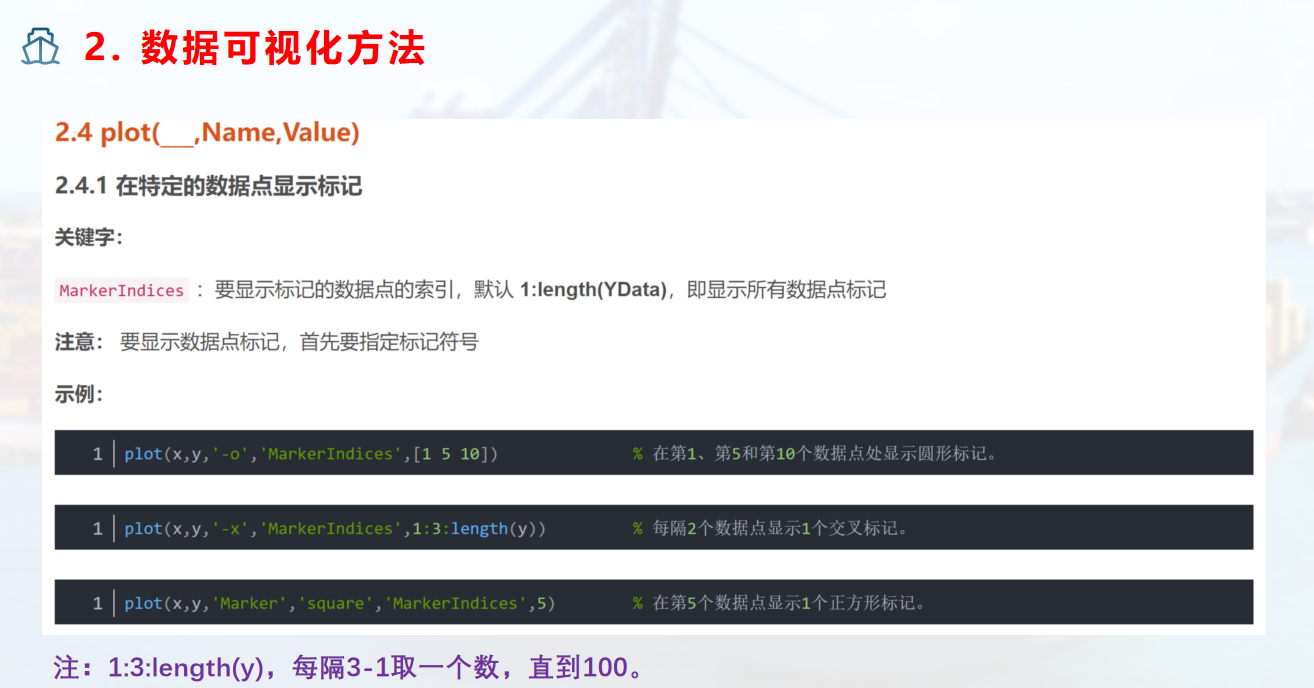 2. 数据可视化方法
2.4 plot(___,Name,Value)
2.4.1 在特定的数据点显示标记
关键字：
MarkerIndices ：要显示标记的数据点的索引，默认 1:length(YData)，即显示所有数据点标记
注意： 要显示数据点标记，首先要指定标记符号
示例：
1 plot(x,y,'-o','MarkerIndices',[1 5 10]) % 在第1、第5和第10个数据点处显示圆形标记。
1 plot(x,y,'-x','MarkerIndices',1:3:length(y)) % 每隔2个数据点显示1个交叉标记。
1 plot(x,y,'Marker','square','MarkerIndices',5) % 在第5个数据点显示1个正方形标记。
注：1:3:length(y)，每隔3-1取一个数，直到100。